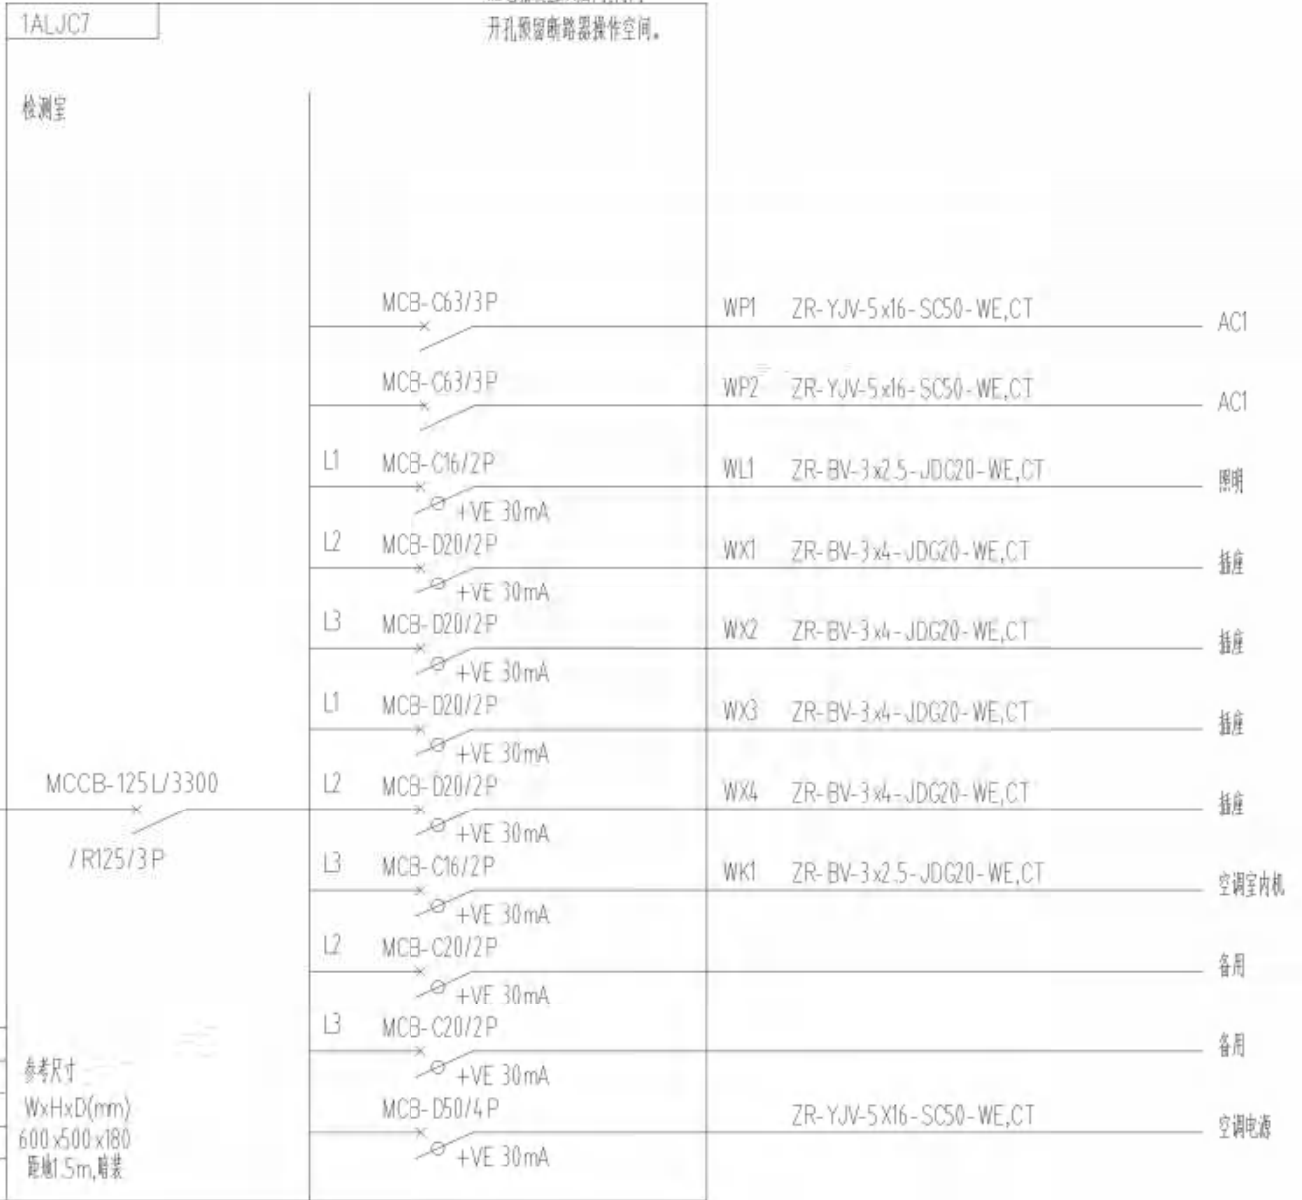 1ALJC7
开孔预留断路器操作空间。
检测室
MCB-C63/3P
WP1 ZR-YJV-5x16-SC50-WE,CT
AC1
MCB-C63/3P
WP2 ZR-YJV-5x16-SC50-WE,CT
AC1
L1 MCB-C16/2P
WL1 ZR-BV-3x2.5-JDG20-WE,CT
照明
+VE 30mA
L2 MCB-D20/2P
WX1 ZR-BV-3x4-JDG20-WE,CT
插座
+VE 30mA
L3 MCB-D20/2P
WX2 ZR-BV-3x4-JDG20-WE,CT
插座
+VE 30mA
L1 MCB-D20/2P
WX3 ZR-BV-3x4-JDG20-WE,CT
插座
+VE 30mA
MCCB-125L/3300
/R125/3P
L2 MCB-D20/2P
WX4 ZR-BV-3x4-JDG20-WE,CT
插座
+VE 30mA
L3 MCB-C16/2P
WK1 ZR-BV-3x2.5-JDG20-WE,CT
空调室内机
+VE 30mA
L2 MCB-C20/2P
备用
+VE 30mA
L3 MCB-C20/2P
备用
+VE 30mA
MCB-D50/4P
ZR-YJV-5X16-SC50-WE,CT
空调电源
+VE 30mA
参考尺寸
WxHxD(mm)
600x500x180
距地1.5m,暗装